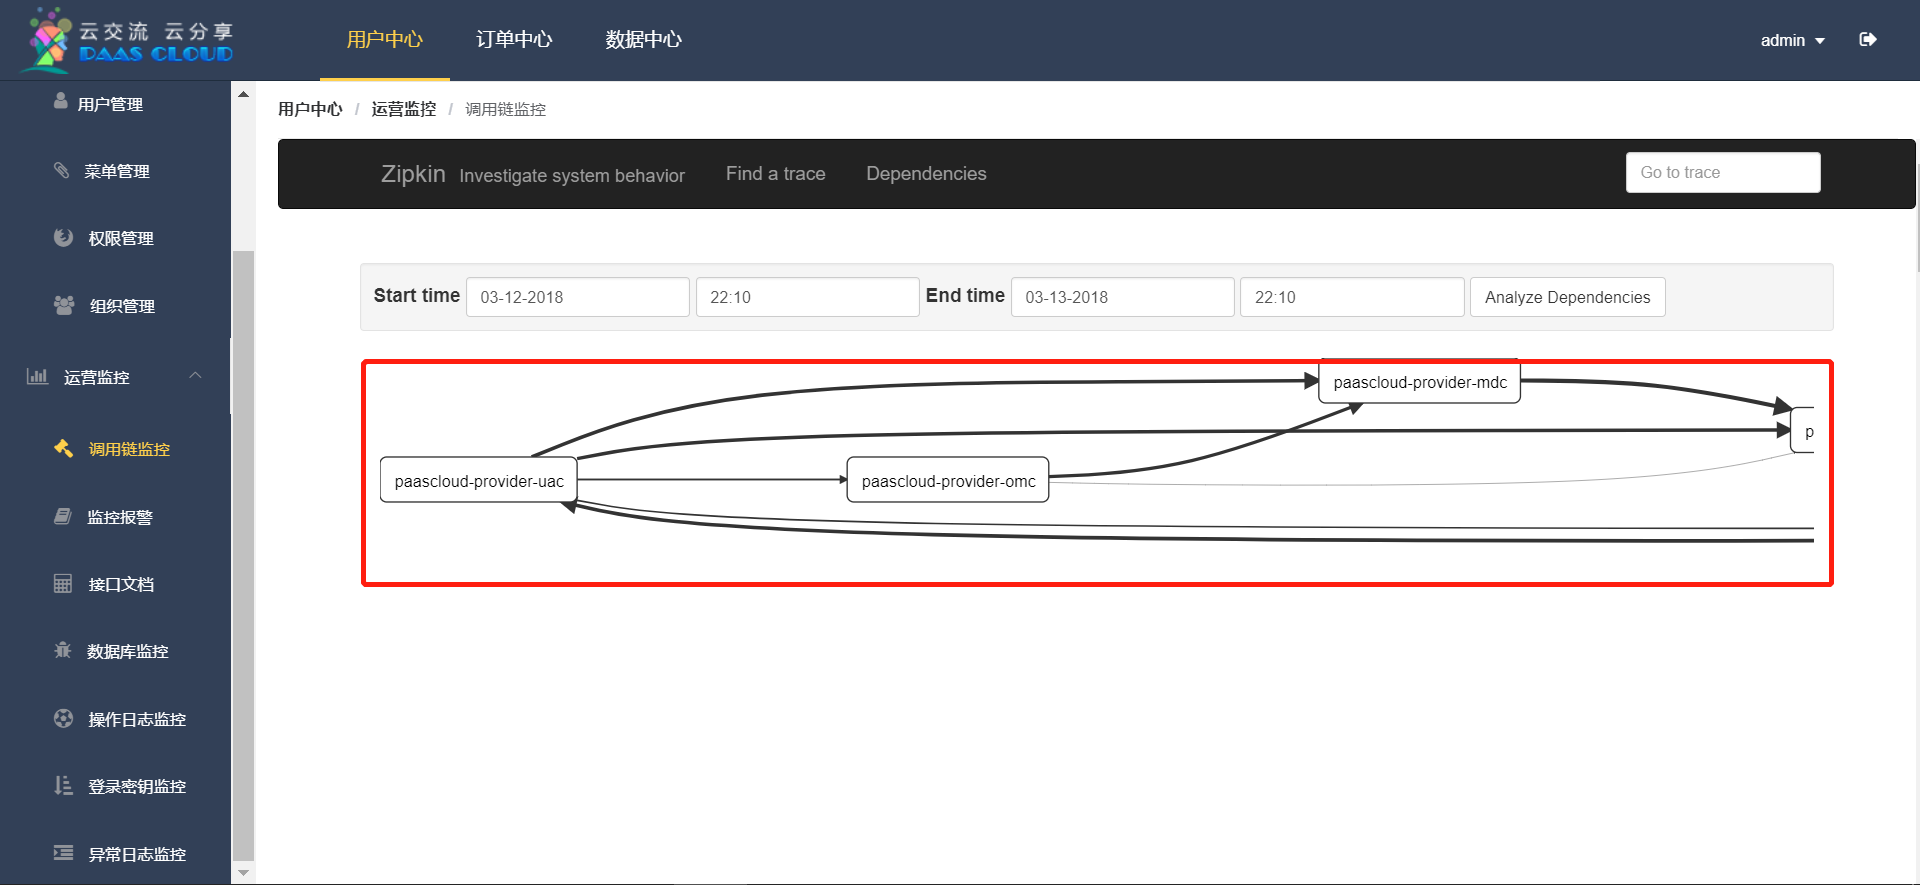 云交流 云分享
PAAS CLOUD
用户中心
订单中心
数据中心
admin
用户管理
菜单管理
权限管理
组织管理
运营监控
调用链监控
监控报警
接口文档
数据库监控
操作日志监控
登录密钥监控
异常日志监控
用户中心 / 运营监控 / 调用链监控
Zipkin Investigate system behavior Find a trace Dependencies Go to trace
Start time 03-12-2018 22:10 End time 03-13-2018 22:10 Analyze Dependencies
paascloud-provider-mdc
p
paascloud-provider-uac
paascloud-provider-omc